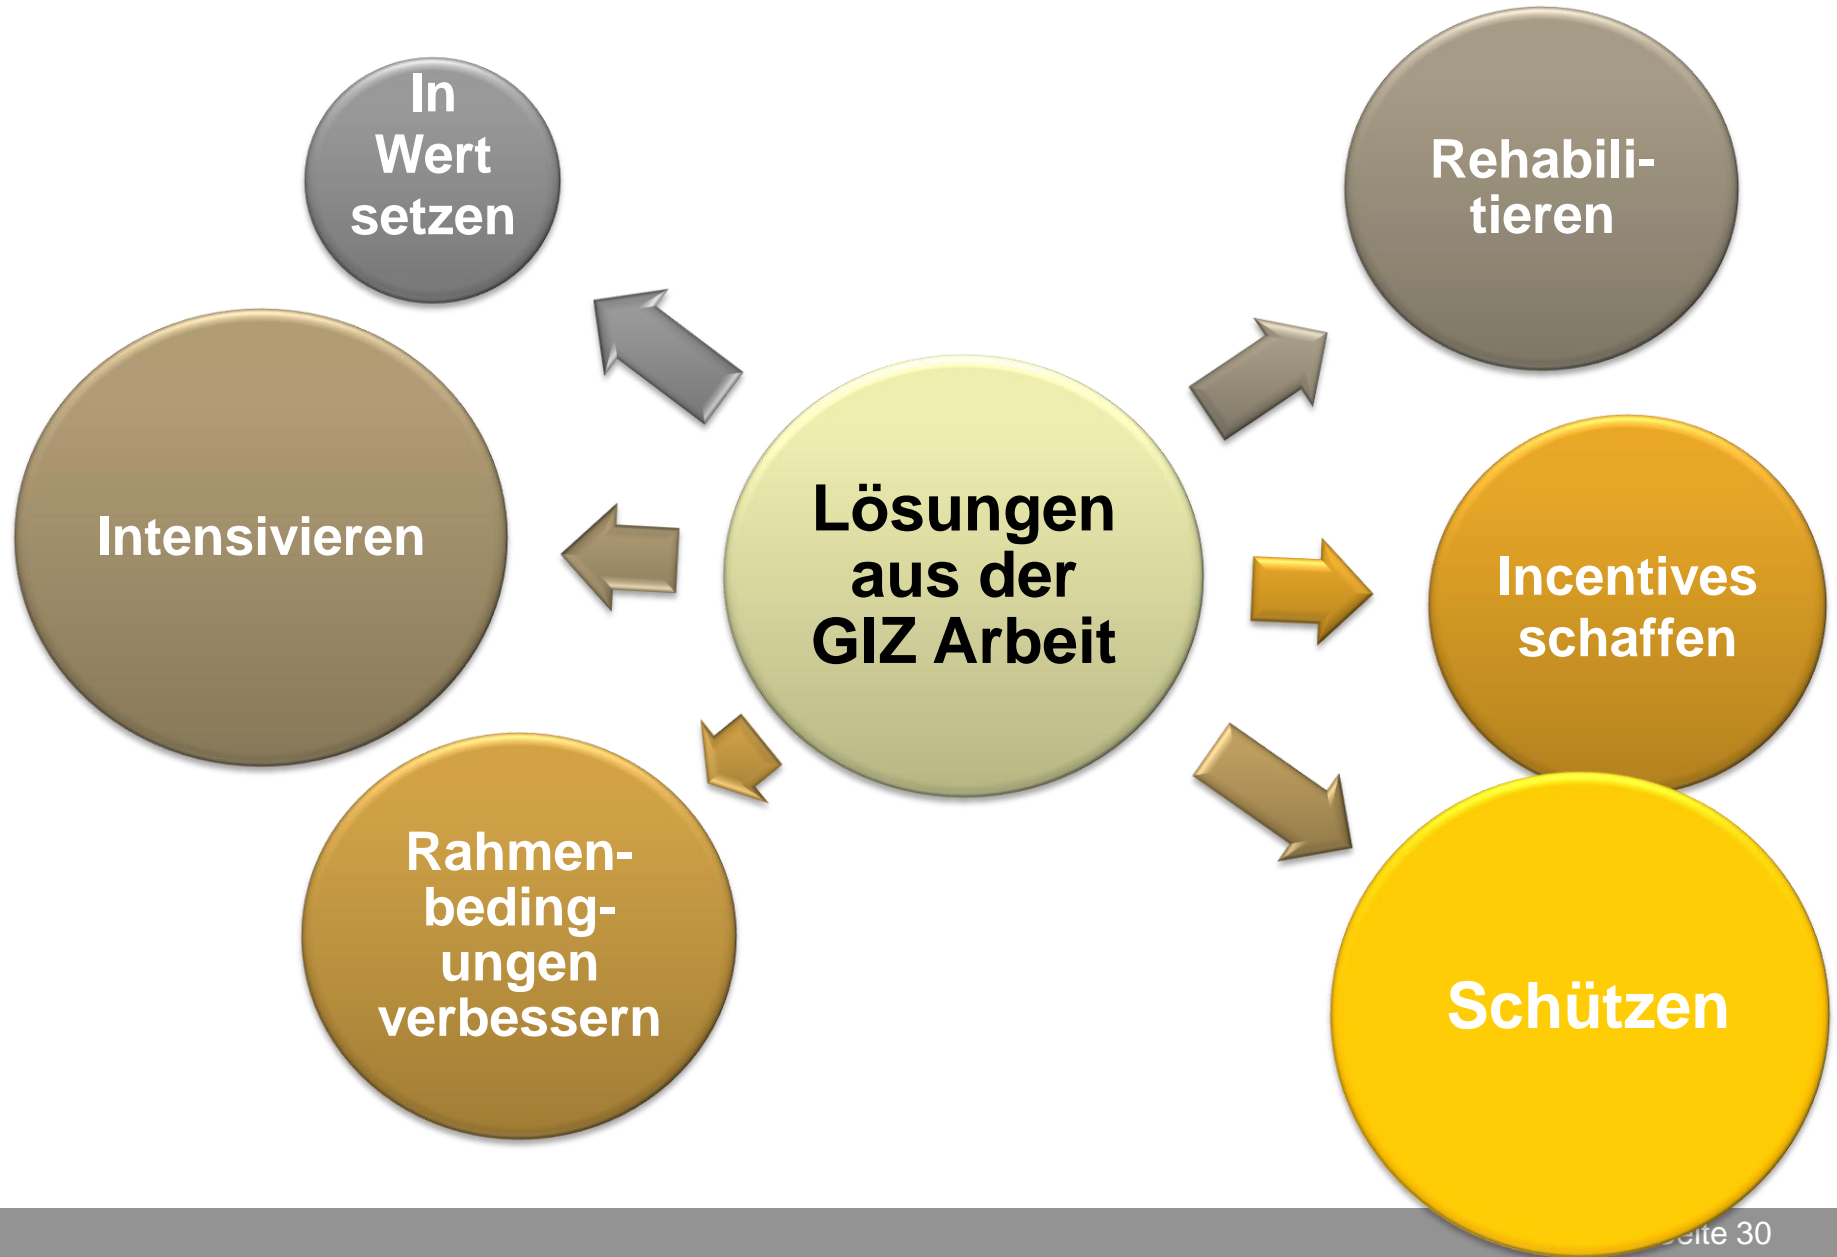 In
Wert
setzen
Rehabili-
tieren
Intensivieren
Lösungen
aus der
GIZ Arbeit
Incentives
schaffen
Rahmen-
beding-
ungen
verbessern
Schützen
Seite 30